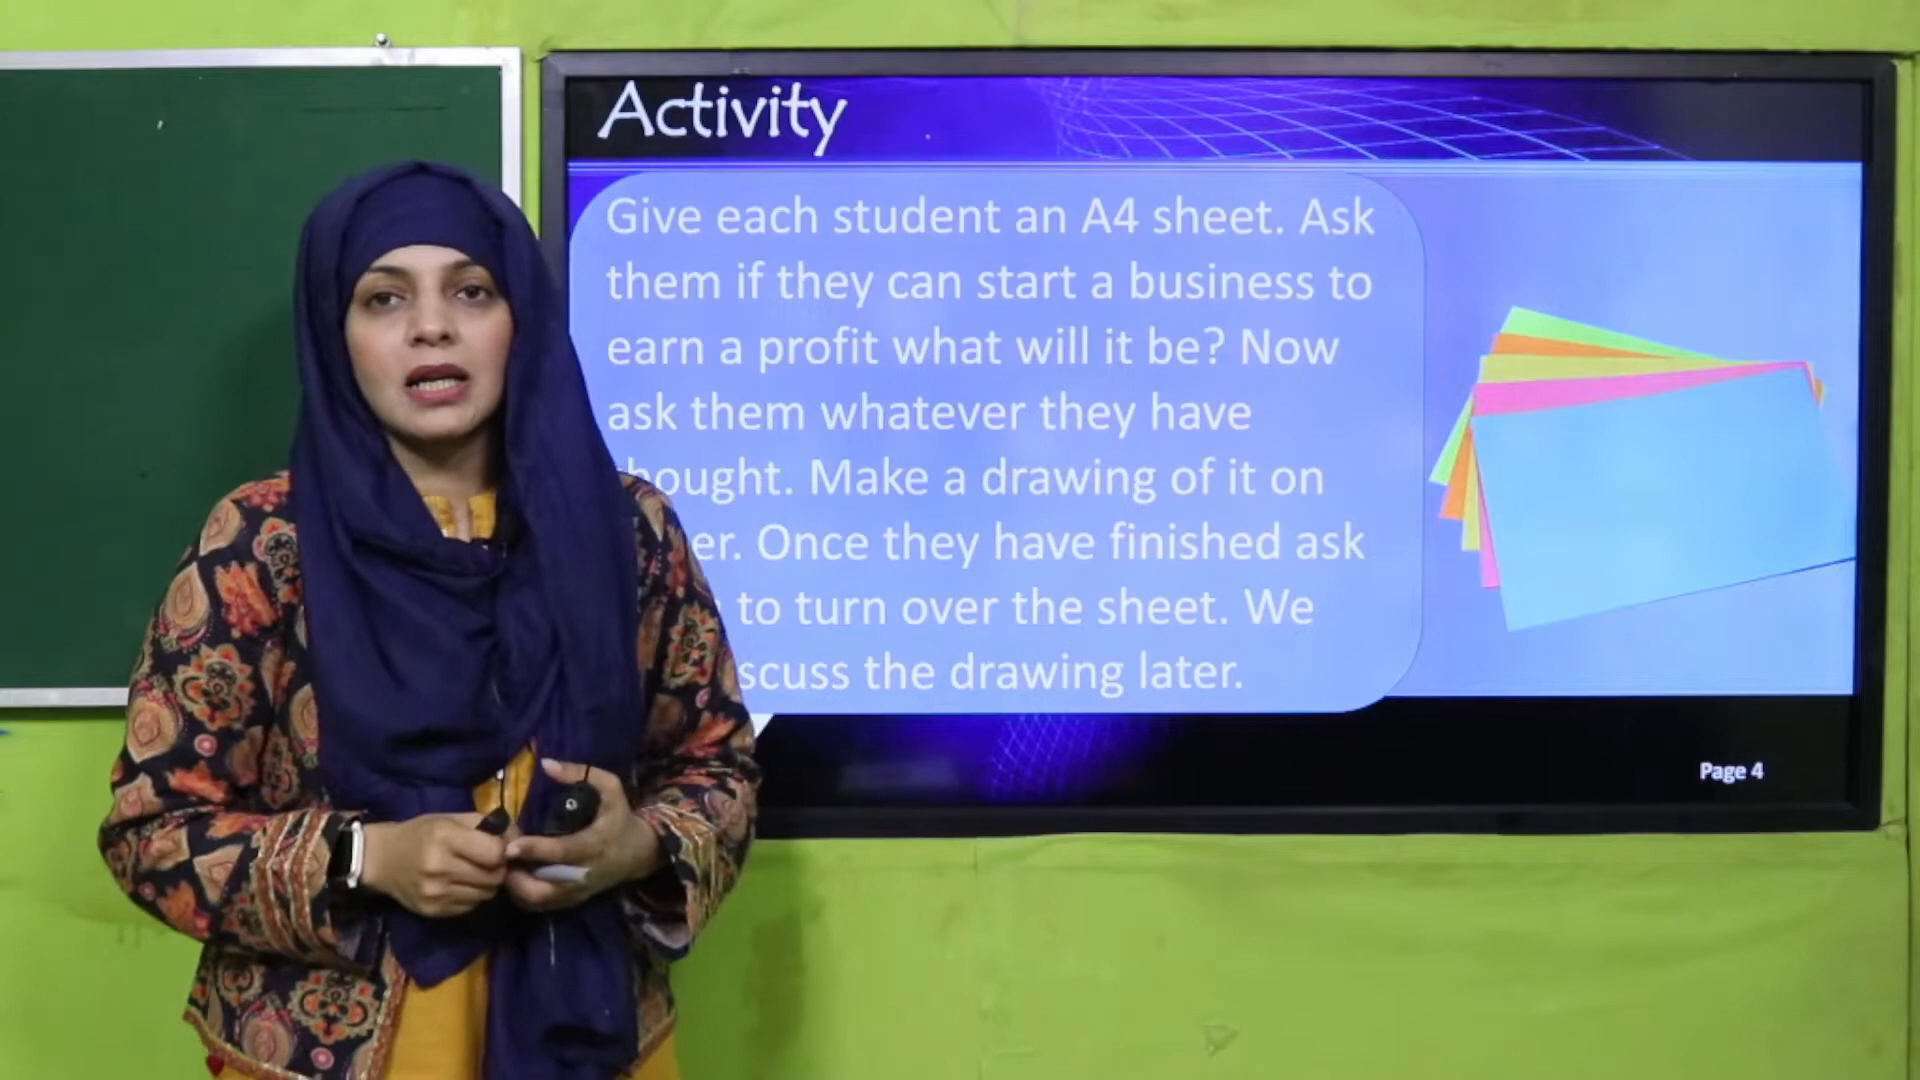 Activity
Give each student an A4 sheet. Ask
them if they can start a business to
earn a profit what will it be? Now
ask them whatever they have
thought. Make a drawing of it on
er. Once they have finished ask
to turn over the sheet. We
scuss the drawing later.
Page 4